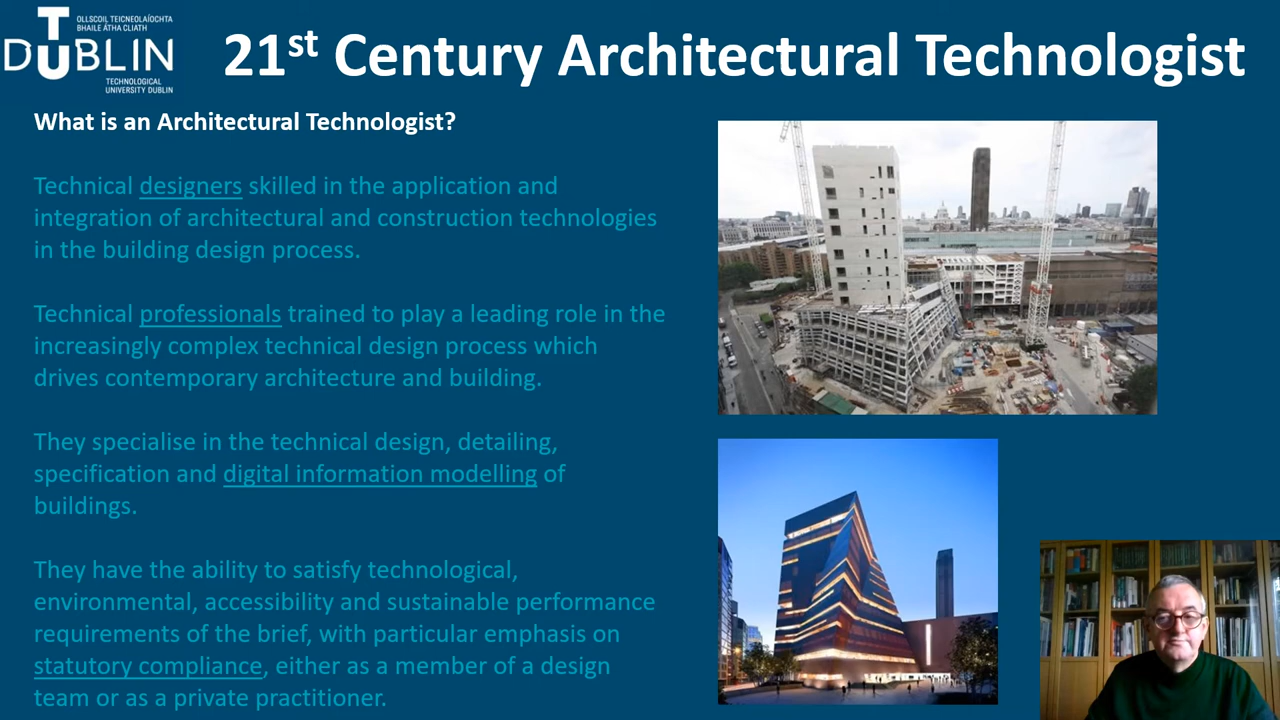 OLLSCOIL TEICNEOLAÍOCHTA
BHAILE ÁTHA CLIATH
TU DUBLIN
TECHNOLOGICAL
UNIVERSITY DUBLIN
21st Century Architectural Technologist
What is an Architectural Technologist?
Technical designers skilled in the application and
integration of architectural and construction technologies
in the building design process.
Technical professionals trained to play a leading role in the
increasingly complex technical design process which
drives contemporary architecture and building.
They specialise in the technical design, detailing,
specification and digital information modelling of
buildings.
They have the ability to satisfy technological,
environmental, accessibility and sustainable performance
requirements of the brief, with particular emphasis on
statutory compliance, either as a member of a design
team or as a private practitioner.